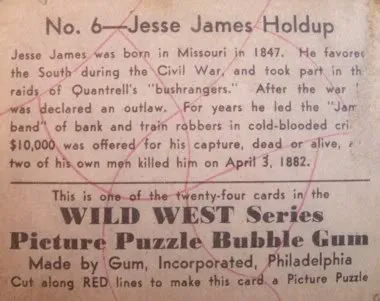 No. 6—Jesse James Holdup
Jesse James was born in Missouri in 1847. He favore
the South during the Civil War, and took part in th
raids of Quantrell's "bushrangers." After the war
was declared an outlaw. For years he led the "Jam
band" of bank and train robbers in cold-blooded cri
$10,000 was offered for his capture, dead or alive,
two of his own men killed him on April 3, 1882.
This is one of the twenty-four cards in the
WILD WEST Series
Picture Puzzle Bubble Gum
Made by Gum, Incorporated, Philadelphia
Cut along RED lines to make this card a Picture Puzzle